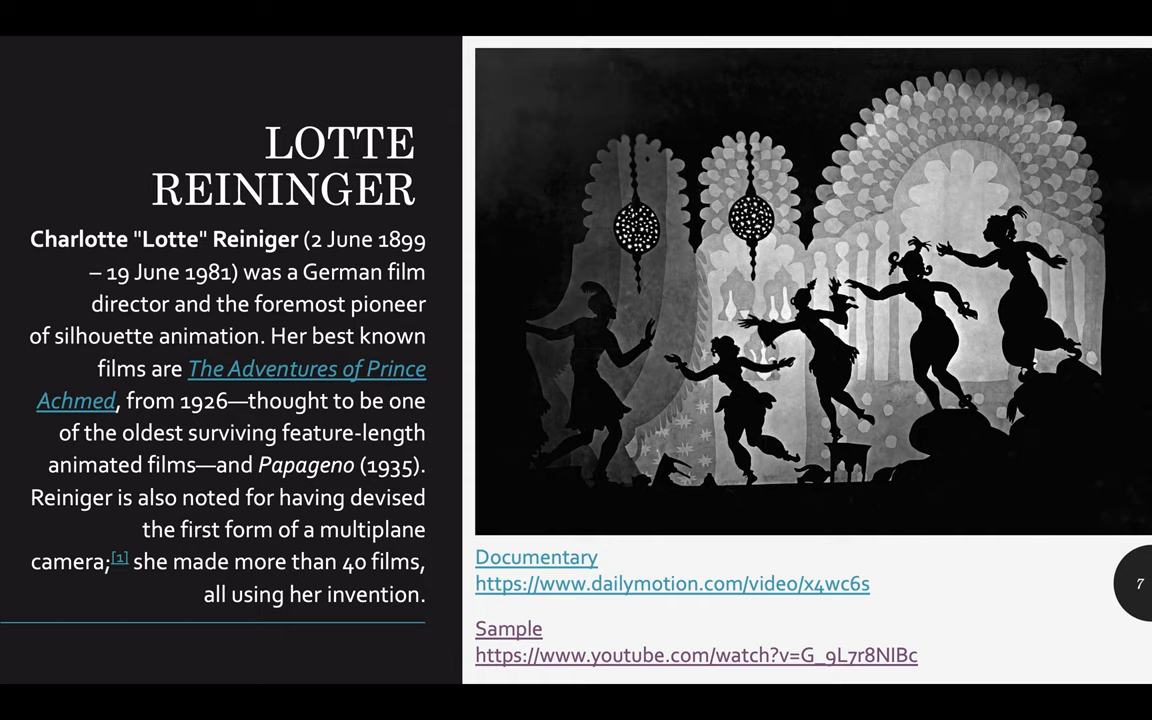 LOTTE
REININGER
Charlotte "Lotte" Reiniger (2 June 1899
– 19 June 1981) was a German film
director and the foremost pioneer
of silhouette animation. Her best known
films are The Adventures of Prince
Achmed, from 1926—thought to be one
of the oldest surviving feature-length
animated films—and Papageno (1935).
Reiniger is also noted for having devised
the first form of a multiplane
camera;[1] she made more than 40 films,
all using her invention.
Documentary
https://www.dailymotion.com/video/x4wc6s
Sample
https://www.youtube.com/watch?v=G_9L7r8NIBc
7